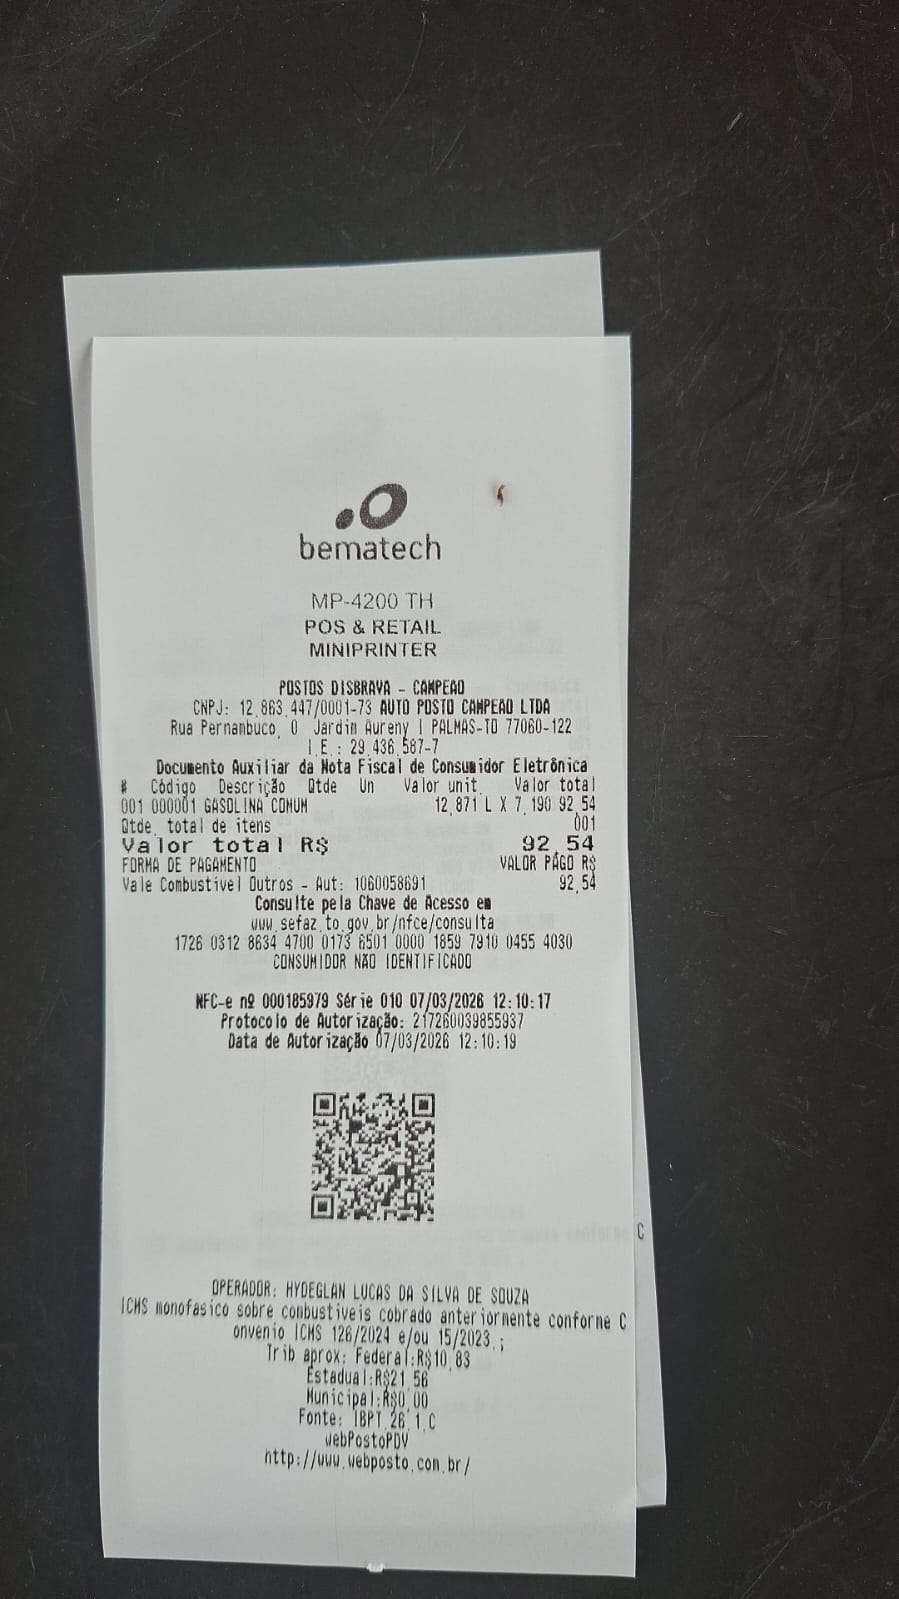 bematech
MP-4200 TH
POS & RETAIL
MINIPRINTER
POSTOS DISBRAVA - CAMPEAO
CNPJ: 12.863.447/0001-73 AUTO POSTO CAMPEAO LTDA
Rua Pernambuco, 0 Jardim Aureny I PALMAS-TO 77060-122
I.E.: 29.436.587-7
Documento Auxiliar da Nota Fiscal de Consumidor Eletrônica
# Código Descrição Qtde Un Valor unit. Valor total
001 000001 GASOLINA COMUM 12,871 L X 7,190 92,54
Qtde. total de itens 001
Valor total R$ 92,54
FORMA DE PAGAMENTO VALOR PAGO R$
Vale Combustível Outros - Aut: 1060058691 92,54
Consulte pela Chave de Acesso em
www.sefaz.to.gov.br/nfce/consulta
1726 0312 8634 4700 0173 6501 0000 1859 7910 0455 4030
CONSUMIDOR NÃO IDENTIFICADO
NFC-e nº 000185979 Série 010 07/03/2026 12:10:17
Protocolo de Autorização: 217260039855937
Data de Autorização 07/03/2026 12:10:19
C
OPERADOR: HYDEGLAN LUCAS DA SILVA DE SOUZA
ICMS monofasico sobre combustiveis cobrado anteriormente conforme C
onvenio ICMS 126/2024 e/ou 15/2023.;
Trib aprox: Federal:R$10,83
Estadual:R$21,56
Municipal:R$0,00
Fonte: IBPT 26.1.C
webPostoPDV
http://www.webposto.com.br/